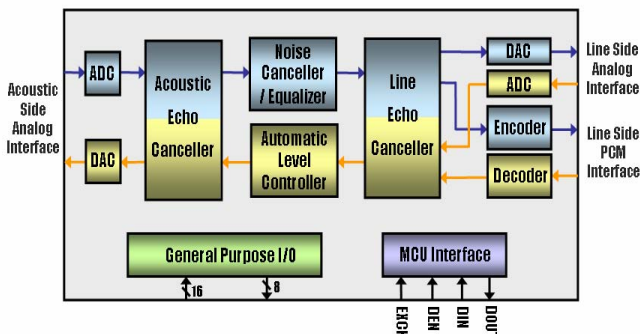 Acoustic
Side
Analog
Interface
ADC
DAC
Acoustic
Echo
Canceller
Noise
Canceller
/ Equalizer
Automatic
Level
Controller
Line
Echo
Canceller
DAC
ADC
Encoder
Decoder
Line Side
Analog
Interface
Line Side
PCM
Interface
General Purpose I/O
16
8
MCU Interface
DEN
DIN